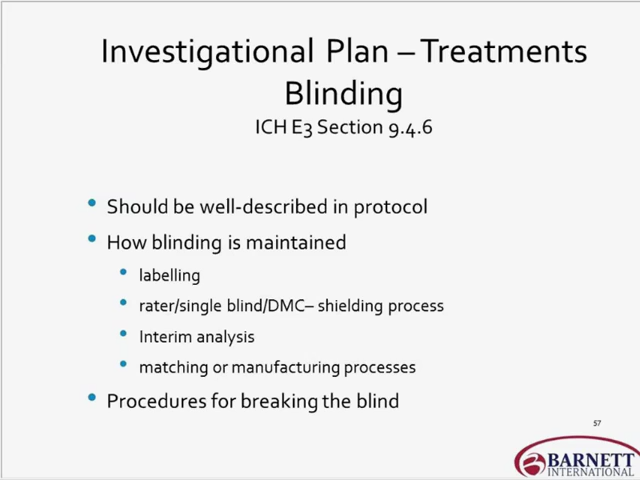 Investigational Plan – Treatments
Blinding
ICH E3 Section 9.4.6
• Should be well-described in protocol
• How blinding is maintained
• labelling
• rater/single blind/DMC– shielding process
• Interim analysis
• matching or manufacturing processes
• Procedures for breaking the blind
57
BARNETT
INTERNATIONAL